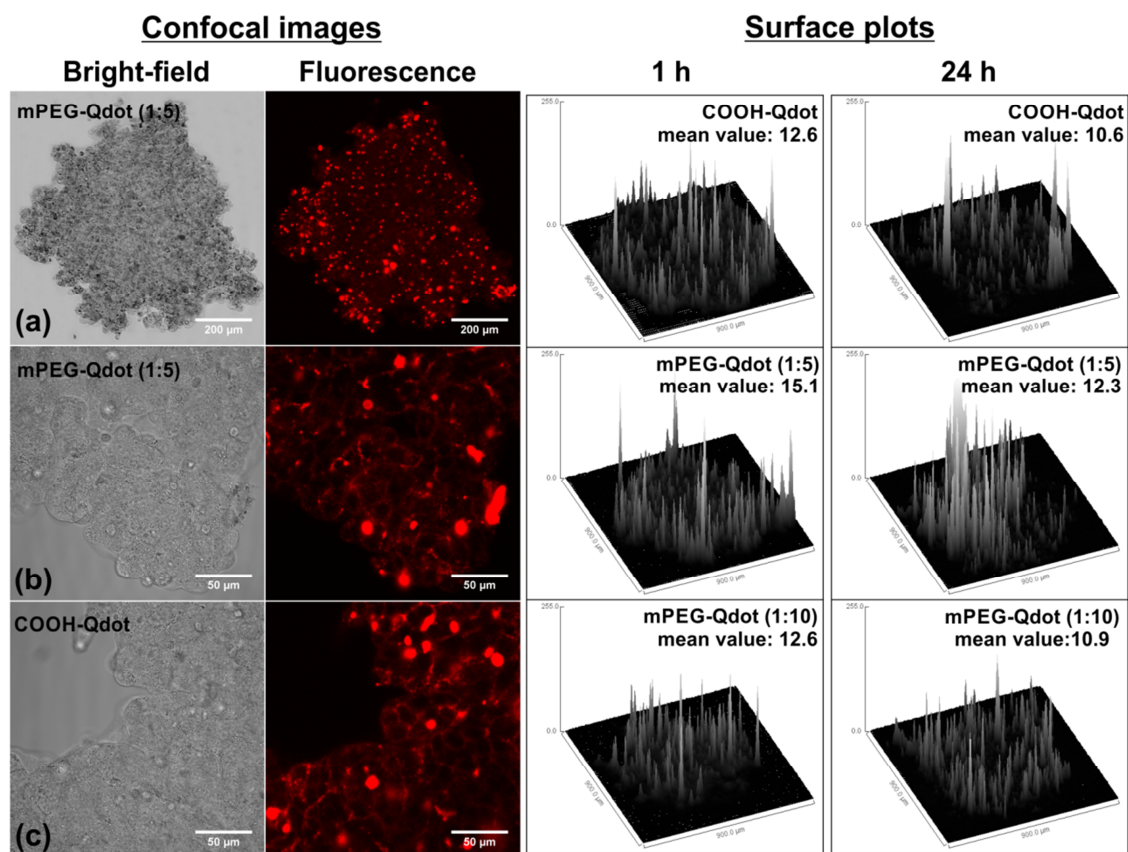 Confocal images
Surface plots
Bright-field
Fluorescence
1 h
24 h
mPEG-Qdot (1:5)
(a)
200 µm
200 µm
255.0
COOH-Qdot
mean value: 12.6
0.0
900.0 µm
900.0 µm
255.0
COOH-Qdot
mean value: 10.6
0.0
900.0 µm
900.0 µm
mPEG-Qdot (1:5)
(b)
50 µm
50 µm
255.0
mPEG-Qdot (1:5)
mean value: 15.1
0.0
900.0 µm
900.0 µm
255.0
mPEG-Qdot (1:5)
mean value: 12.3
0.0
900.0 µm
900.0 µm
COOH-Qdot
(c)
50 µm
50 µm
255.0
mPEG-Qdot (1:10)
mean value: 12.6
0.0
900.0 µm
900.0 µm
255.0
mPEG-Qdot (1:10)
mean value:10.9
0.0
900.0 µm
900.0 µm